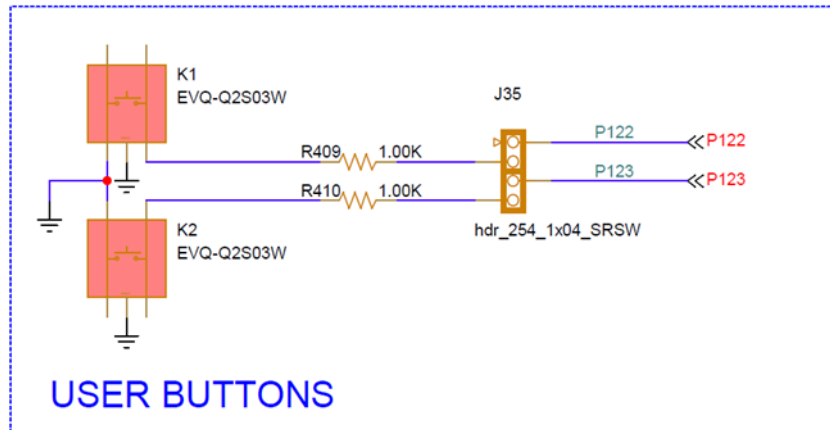 K1
EVQ-Q2S03W
J35
R409 1.00K
P122
P122
R410 1.00K
P123
P123
K2
EVQ-Q2S03W
hdr_254_1x04_SRSW
USER BUTTONS